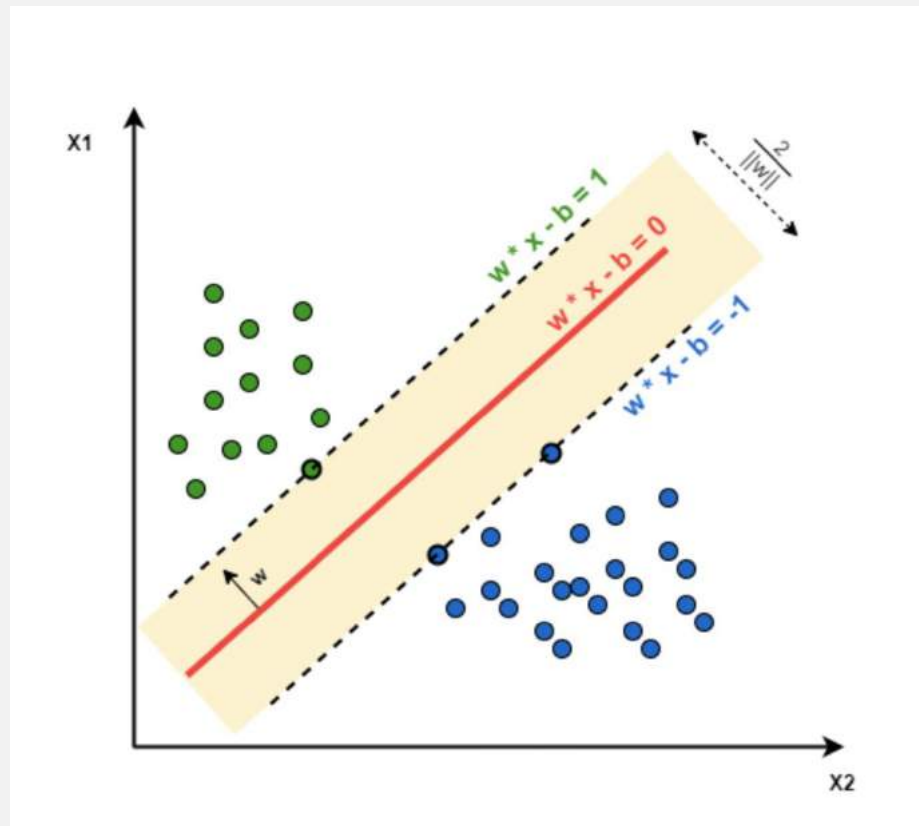 X1
2
||w||
w * x - b = 1
w * x - b = 0
w * x - b = -1
w
X2